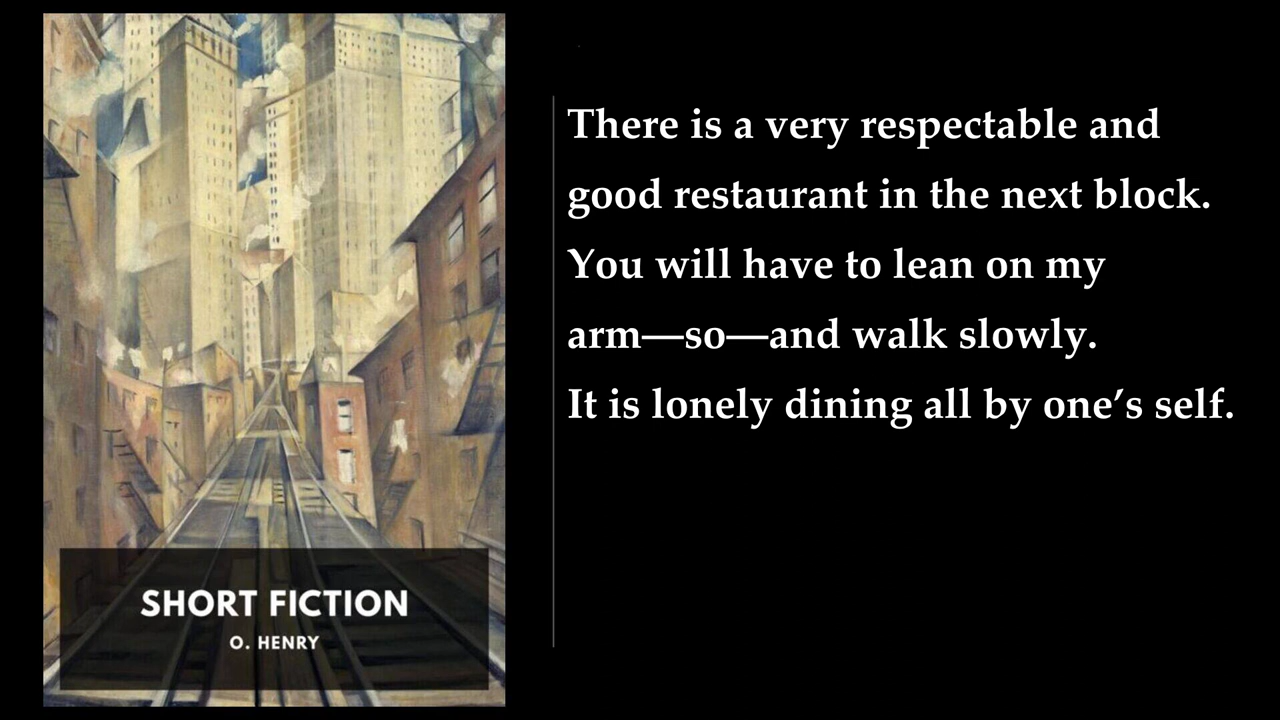 SHORT FICTION
O. HENRY
There is a very respectable and
good restaurant in the next block.
You will have to lean on my
arm—so—and walk slowly.
It is lonely dining all by one’s self.